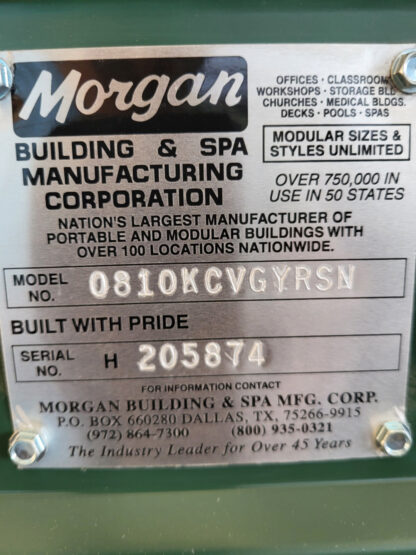 Morgan
OFFICES · CLASSROOM
WORKSHOPS · STORAGE BLD
CHURCHES · MEDICAL BLDGS.
DECKS · POOLS · SPAS
BUILDING & SPA
MANUFACTURING
CORPORATION
MODULAR SIZES &
STYLES UNLIMITED
OVER 750,000 IN
USE IN 50 STATES
NATION'S LARGEST MANUFACTURER OF
PORTABLE AND MODULAR BUILDINGS WITH
OVER 100 LOCATIONS NATIONWIDE.
MODEL NO. 0810KCVGYRSN
BUILT WITH PRIDE
SERIAL NO. H 205874
FOR INFORMATION CONTACT
MORGAN BUILDING & SPA MFG. CORP.
P.O. BOX 660280 DALLAS, TX, 75266-9915
(972) 864-7300 (800) 935-0321
The Industry Leader for Over 45 Years